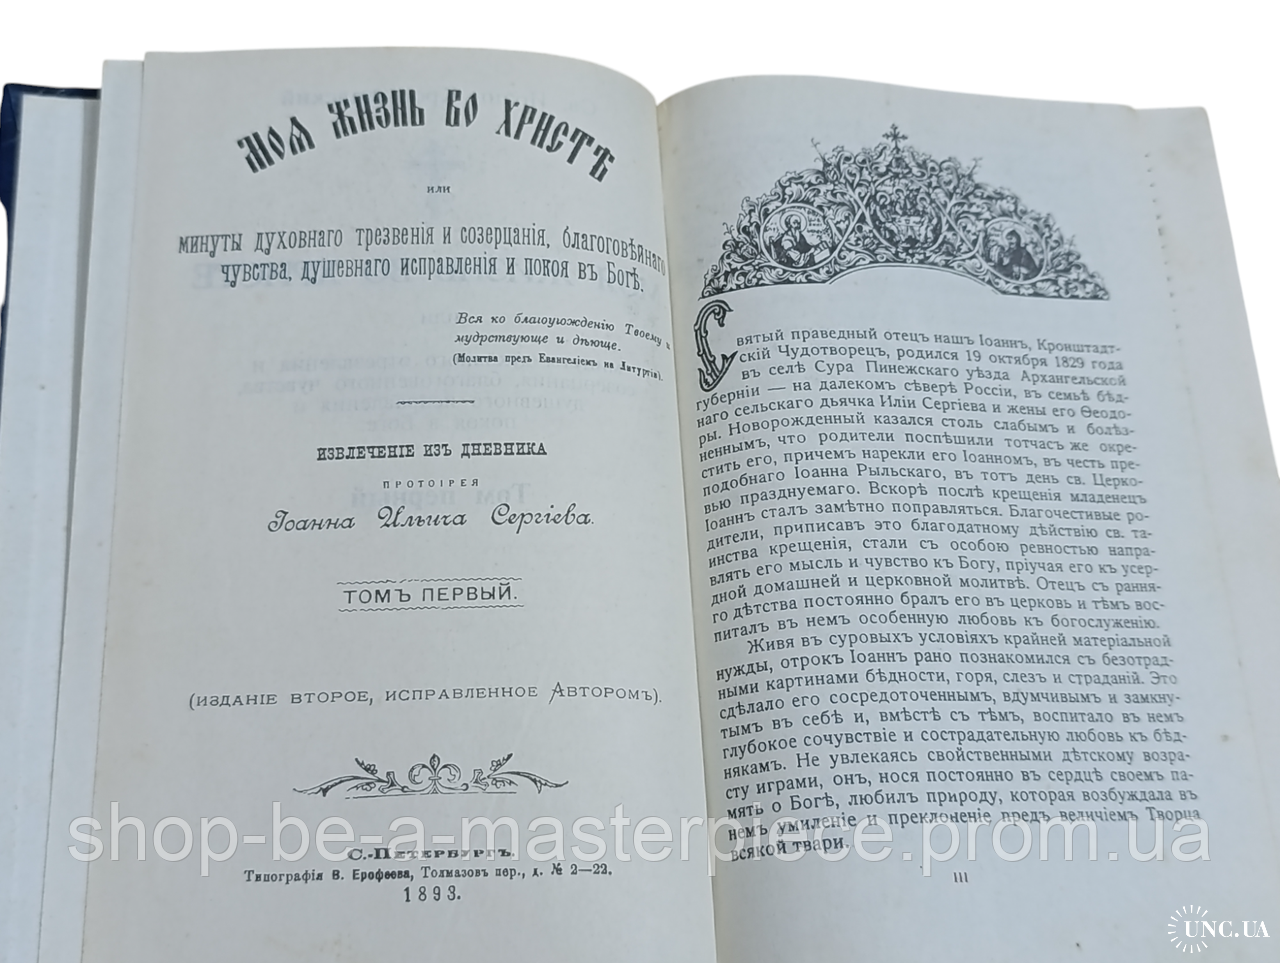 МОЯ ЖИЗНЬ ВО ХРИСТѢ
или
минуты духовнаго трезвенія и созерцанія, благоговѣйнаго
чувства, душевнаго исправленія и покоя въ Богѣ.
Вся ко благоугожденію Твоему и
мудрствующе и дѣюще.
(Молитва предъ Евангеліемъ на Литургіи).
ИЗВЛЕЧЕНІЕ ИЗЪ ДНЕВНИКА
ПРОТОІРЕЯ
Іоанна Ильича Сергіева.
ТОМЪ ПЕРВЫЙ.
(ИЗДАНІЕ ВТОРОЕ, ИСПРАВЛЕННОЕ АВТОРОМЪ).
С.-ПЕТЕРБУРГЪ.
Типографія В. Ерофеева, Толмазовъ пер., д. № 2—22.
1893.
Святый праведный отецъ нашъ Іоаннъ, Кронштадт-
скій Чудотворецъ, родился 19 октября 1829 года
въ селѣ Сура Пинежскаго уѣзда Архангельской
губерніи — на далекомъ сѣверѣ Россіи, въ семьѣ бѣд-
наго сельскаго дьячка Иліи Сергіева и жены его Ѳеодо-
ры. Новорожденный казался столь слабымъ и болѣз-
неннымъ, что родители поспѣшили тотчасъ же окре-
стить его, причемъ нарекли его Іоанномъ, въ честь пре-
подобнаго Іоанна Рыльскаго, въ тотъ день св. Церко-
вью празднуемаго. Вскорѣ послѣ крещенія младенецъ
Іоаннъ сталъ замѣтно поправляться. Благочестивые ро-
дители, приписавъ это благодатному дѣйствію св. та-
инства крещенія, стали съ особою ревностью напра-
влять его мысль и чувство къ Богу, пріучая его къ усер-
дной домашней и церковной молитвѣ. Отецъ съ рання-
го дѣтства постоянно бралъ его въ церковь и тѣмъ вос-
питалъ въ немъ особенную любовь къ богослуженію.
Живя въ суровыхъ условіяхъ крайней матеріальной
нужды, отрокъ Іоаннъ рано познакомился съ безотрад-
ными картинами бѣдности, горя, слезъ и страданій. Это
сдѣлало его сосредоточеннымъ, вдумчивымъ и замкну-
тымъ въ себѣ и, вмѣстѣ съ тѣмъ, воспитало въ немъ
глубокое сочувствіе и сострадательную любовь къ бѣд-
някамъ. Не увлекаясь свойственными дѣтскому возра-
сту играми, онъ, нося постоянно въ сердцѣ своемъ па-
мять о Богѣ, любилъ природу, которая возбуждала въ
немъ умиленіе и преклоненіе предъ величіемъ Творца
всякой твари.
III
shop-be-a-masterpiece.prom.ua
UNC.UA